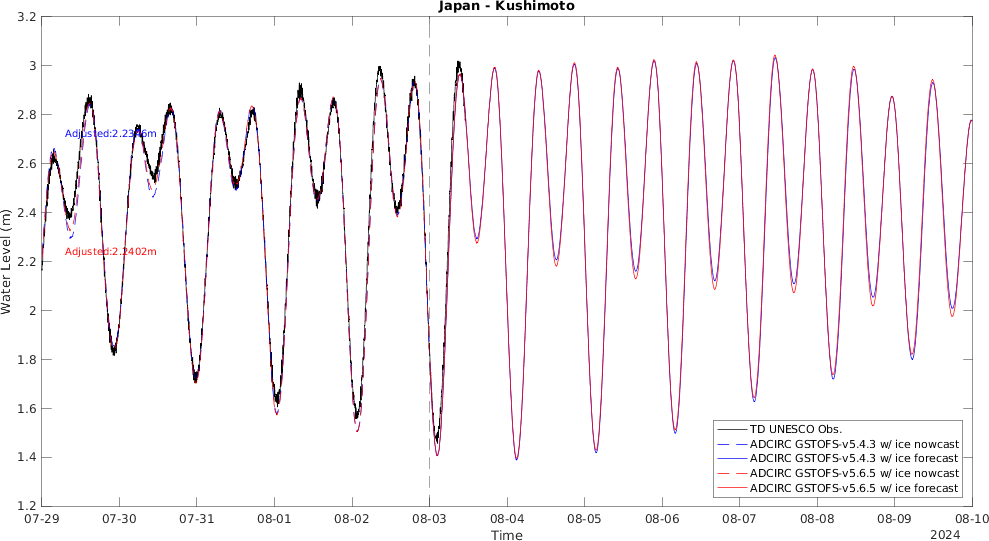 Japan - Kushimoto
Water Level (m)
3.2
3
2.8
2.6
2.4
2.2
2
1.8
1.6
1.4
1.2
Adjusted:2.2346m
Adjusted:2.2402m
TD UNESCO Obs.
ADCIRC GSTOFS-v5.4.3 w/ ice nowcast
ADCIRC GSTOFS-v5.4.3 w/ ice forecast
ADCIRC GSTOFS-v5.6.5 w/ ice nowcast
ADCIRC GSTOFS-v5.6.5 w/ ice forecast
07-29 07-30 07-31 08-01 08-02 08-03 08-04 08-05 08-06 08-07 08-08 08-09 08-10
Time
2024